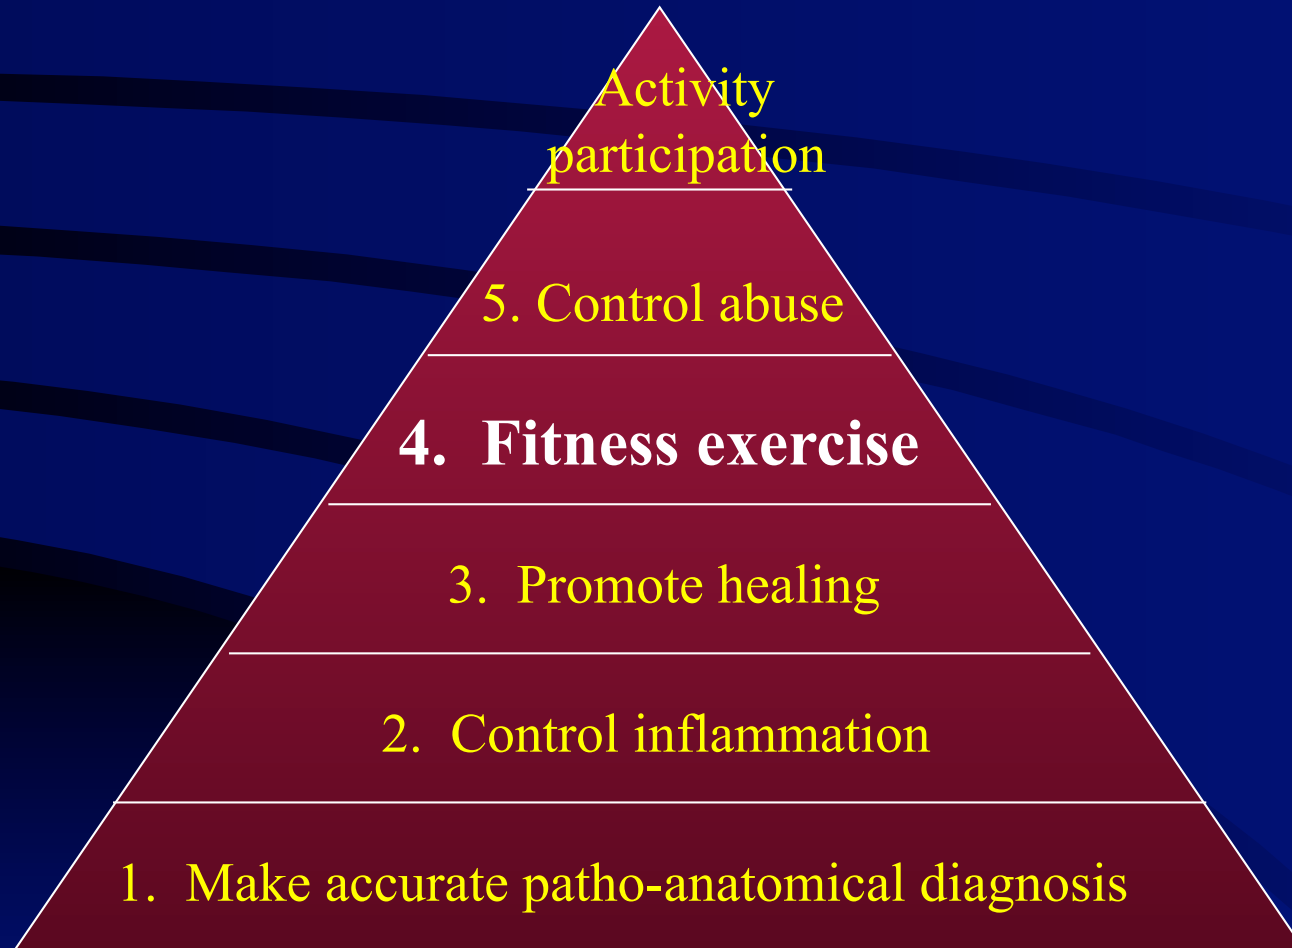 Activity
participation
5. Control abuse
4. Fitness exercise
3. Promote healing
2. Control inflammation
1. Make accurate patho-anatomical diagnosis